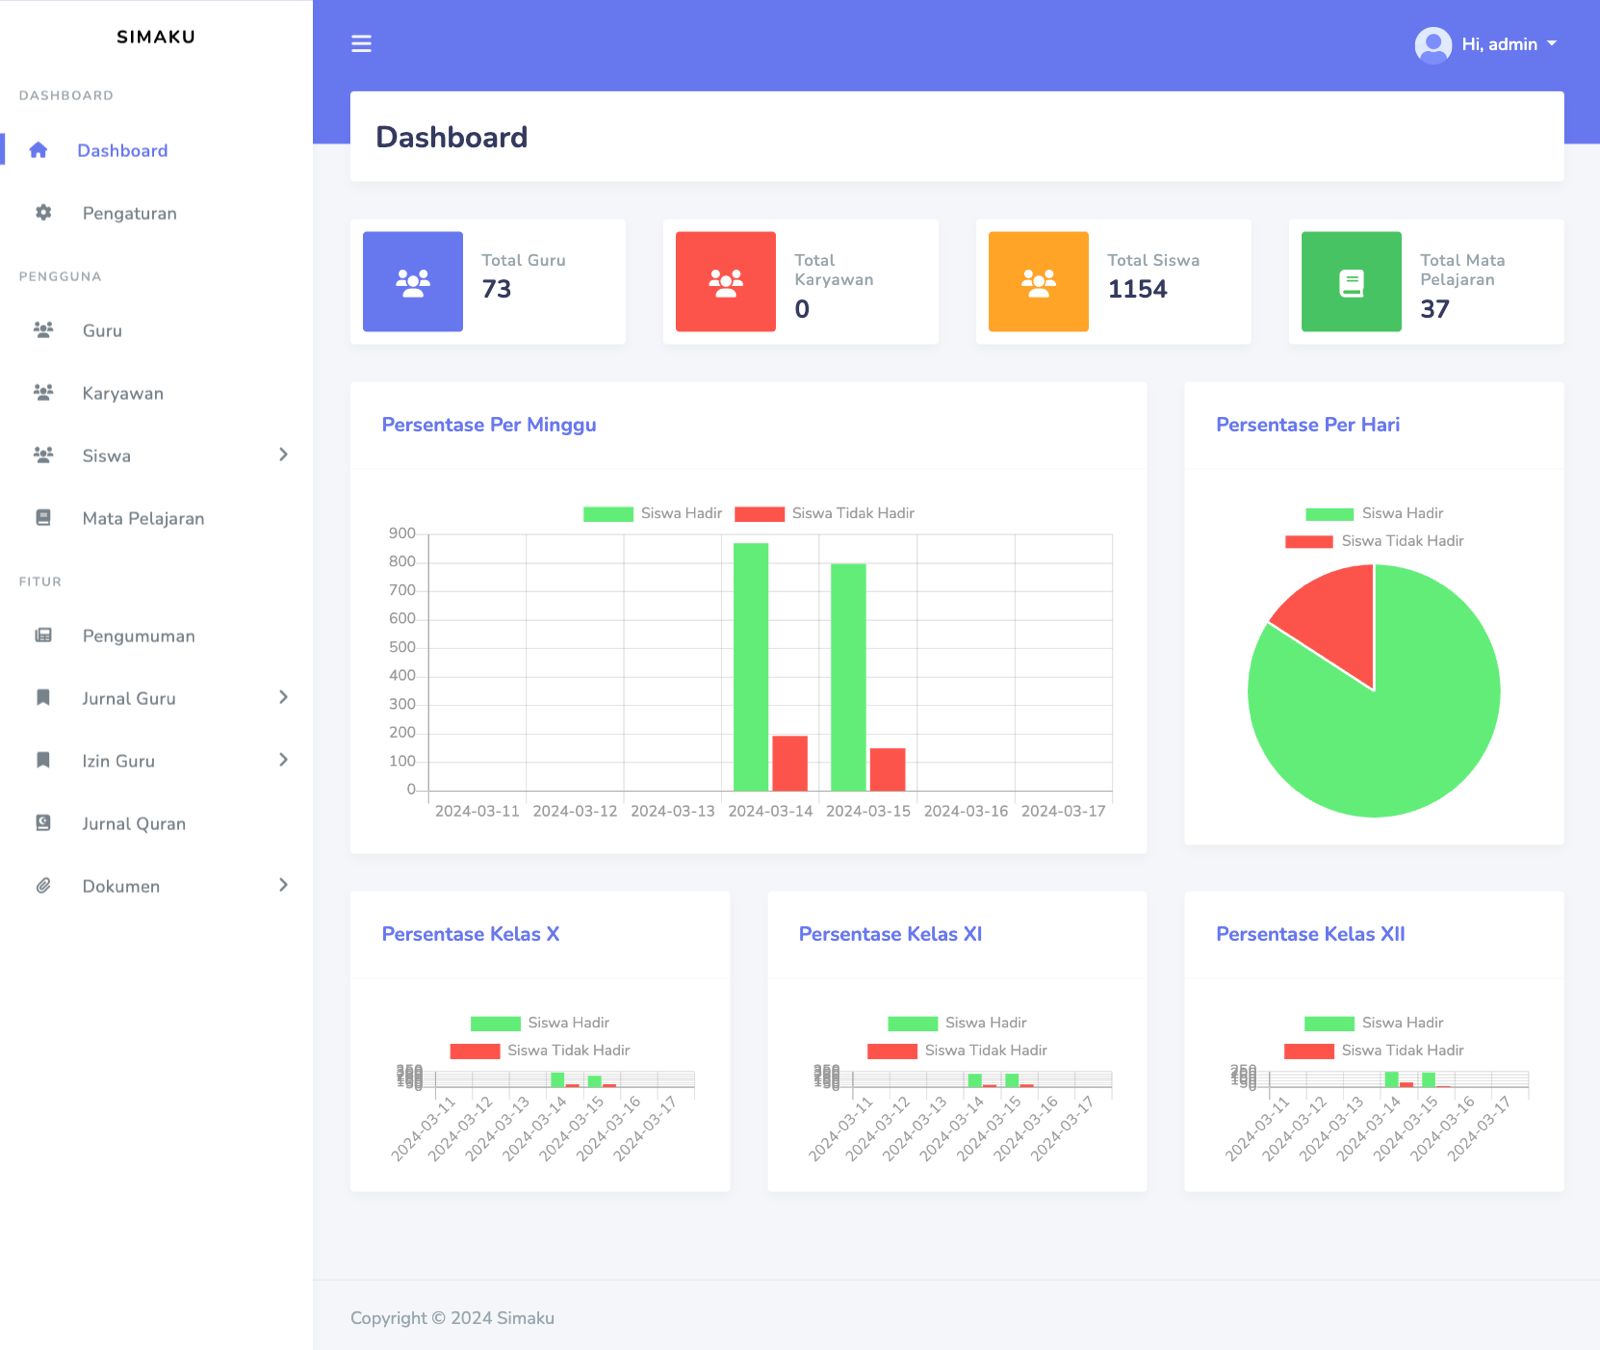 SIMAKU
DASHBOARD
Dashboard
Pengaturan
PENGGUNA
Guru
Karyawan
Siswa
Mata Pelajaran
FITUR
Pengumuman
Jurnal Guru
Izin Guru
Jurnal Quran
Dokumen
Hi, admin
Dashboard
Total Guru
73
Total
Karyawan
0
Total Siswa
1154
Total Mata
Pelajaran
37
Persentase Per Minggu
Siswa Hadir Siswa Tidak Hadir
900
800
700
600
500
400
300
200
100
0
2024-03-11 2024-03-12 2024-03-13 2024-03-14 2024-03-15 2024-03-16 2024-03-17
Persentase Per Hari
Siswa Hadir
Siswa Tidak Hadir
Persentase Kelas X
Siswa Hadir
Siswa Tidak Hadir
2024-03-11 2024-03-12 2024-03-13 2024-03-14 2024-03-15 2024-03-16 2024-03-17
Persentase Kelas XI
Siswa Hadir
Siswa Tidak Hadir
2024-03-11 2024-03-12 2024-03-13 2024-03-14 2024-03-15 2024-03-16 2024-03-17
Persentase Kelas XII
Siswa Hadir
Siswa Tidak Hadir
2024-03-11 2024-03-12 2024-03-13 2024-03-14 2024-03-15 2024-03-16 2024-03-17
Copyright © 2024 Simaku